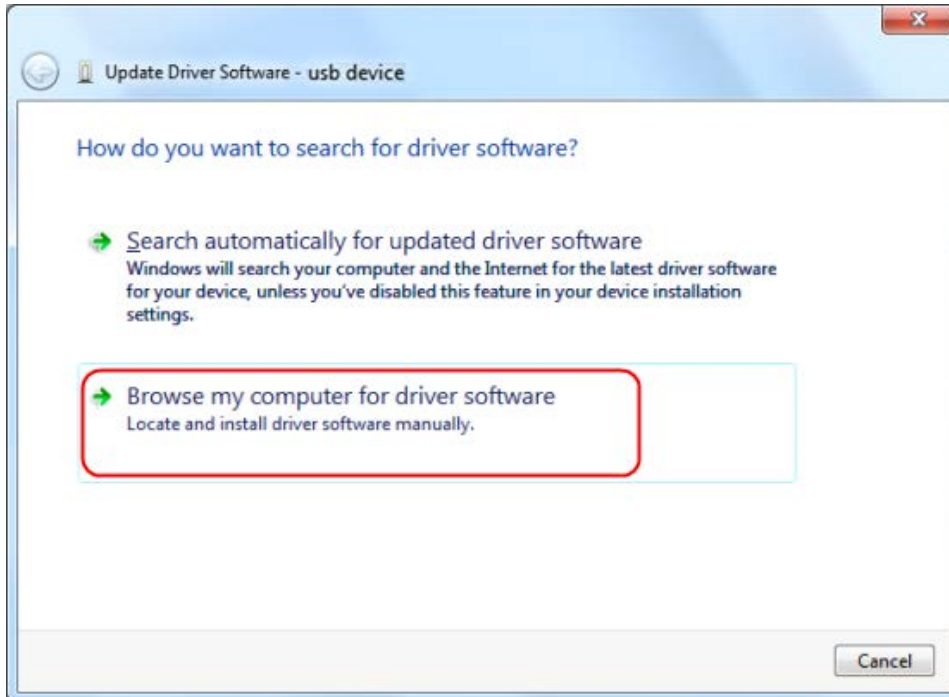 Update Driver Software - usb device
How do you want to search for driver software?
Search automatically for updated driver software
Windows will search your computer and the Internet for the latest driver software
for your device, unless you've disabled this feature in your device installation
settings.
Browse my computer for driver software
Locate and install driver software manually.
Cancel